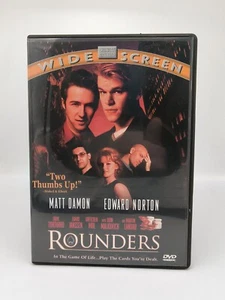 WIDE SCREEN
"Two
Thumbs Up!"
MATT DAMON EDWARD NORTON
ROUNDERS
In The Game Of Life...Play The Cards You're Dealt.
DVD